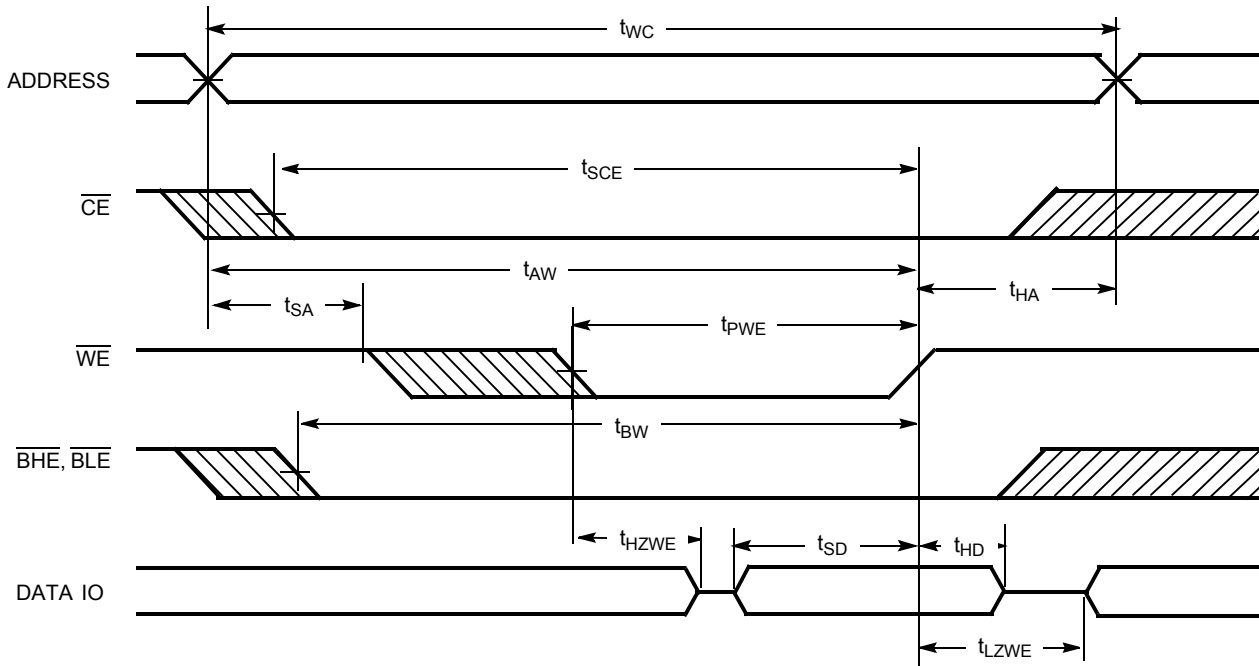 tWC
ADDRESS
tSCE
CE
tAW
tSA
tHA
tPWE
WE
tBW
BHE, BLE
tHZWE
tSD
tHD
DATA IO
tLZWE